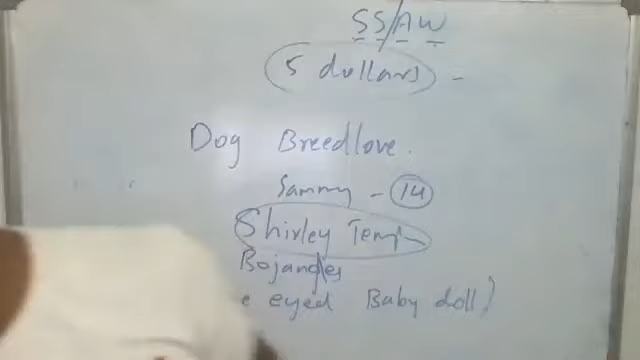 SS/AW
5 dollars -
Dog Breedlove.
Sammy - 14
Shirley Temp
Bojangles
e eyed Baby doll)